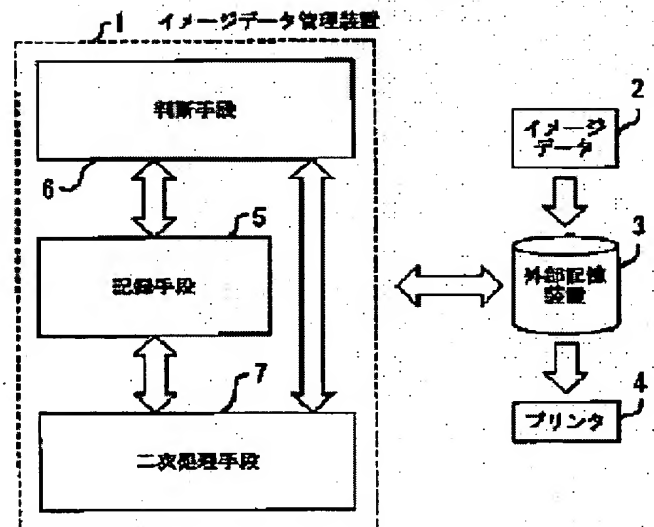 1 イメージデータ管理装置
判断手段
6
5
記録手段
7
二次処理手段
2
イメージ
データ
3
外部記憶
装置
4
プリンタ